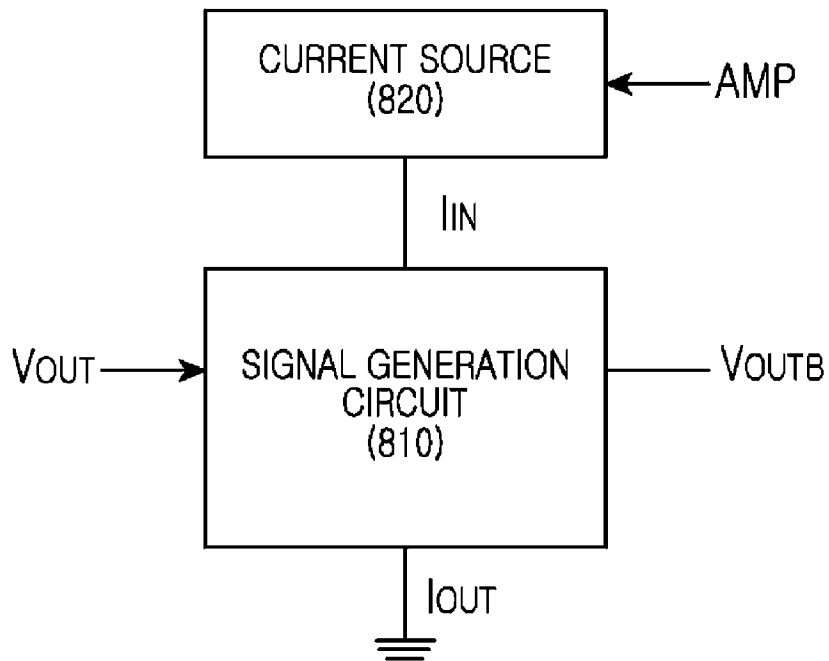 CURRENT SOURCE
(820)
AMP
IIN
VOUT
SIGNAL GENERATION
CIRCUIT
(810)
VOUTB
IOUT